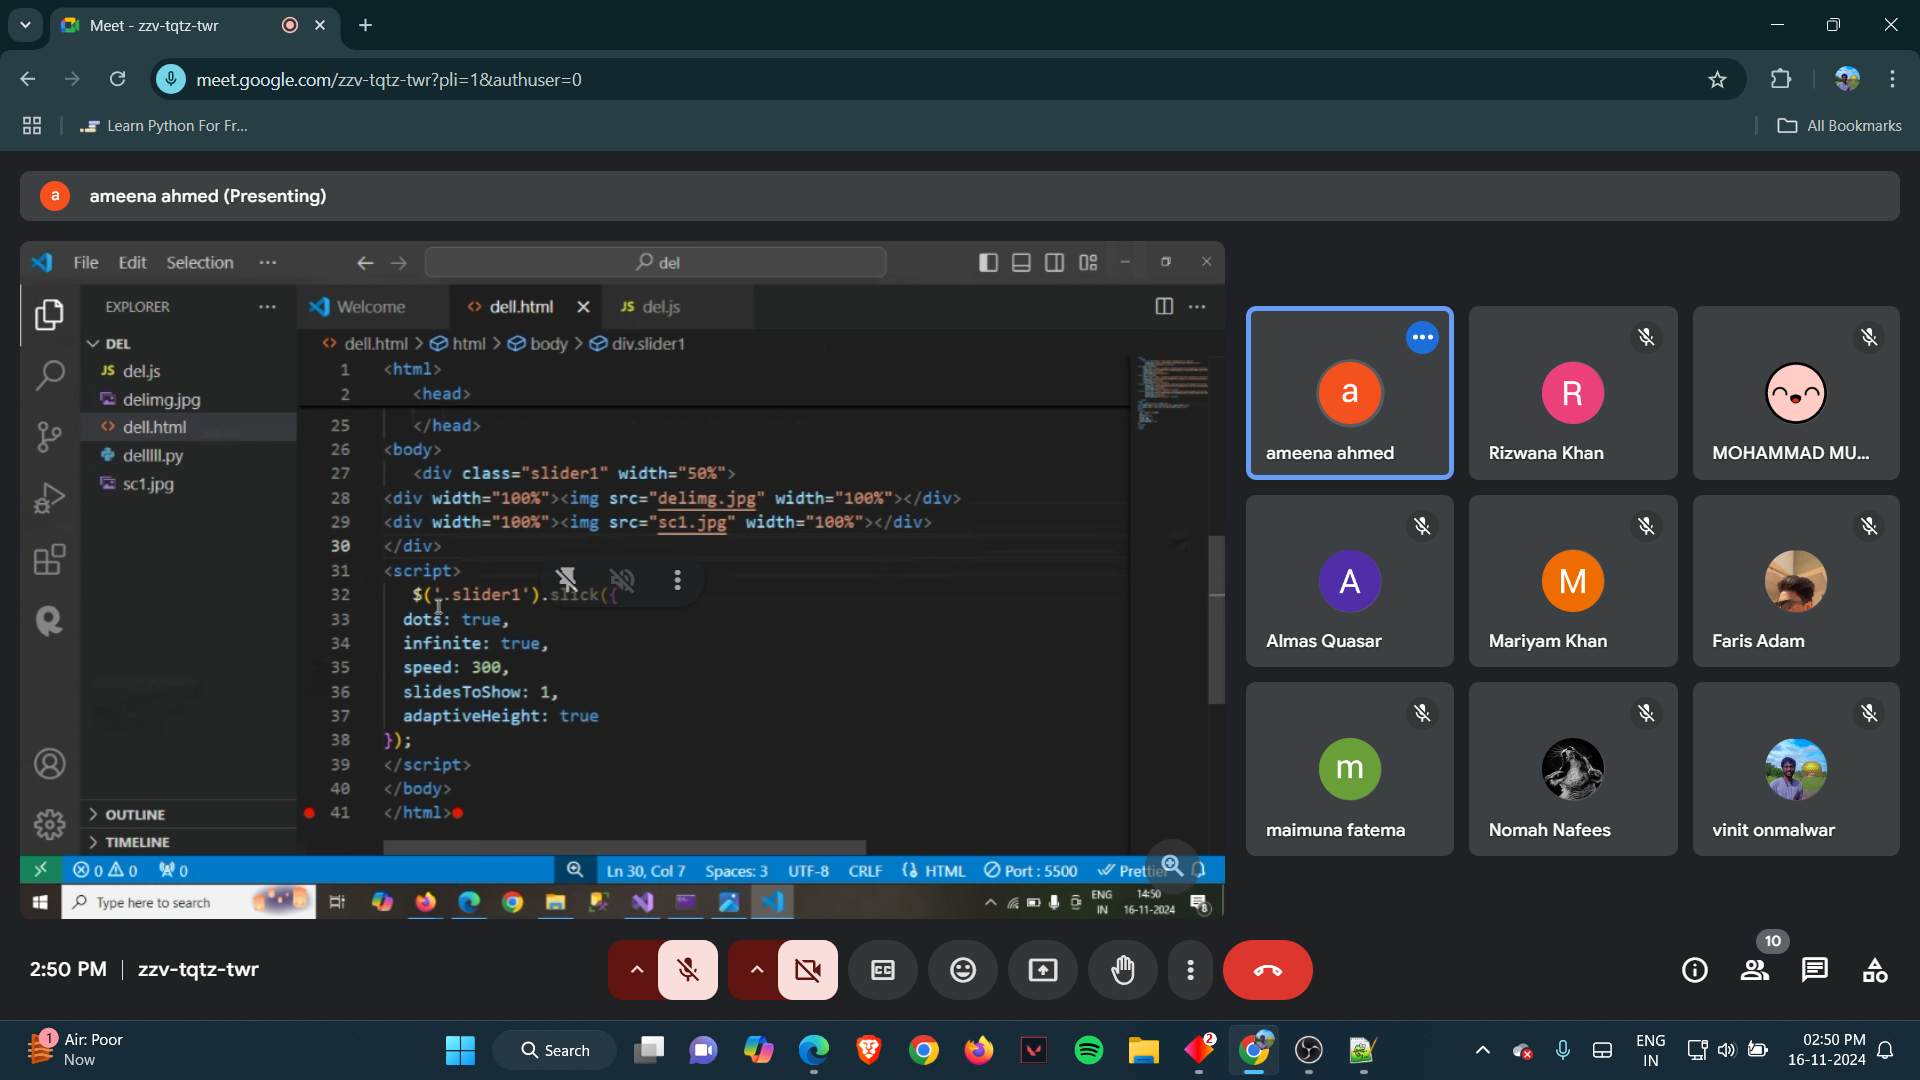 Meet - zzv-tqtz-twr
meet.google.com/zzv-tqtz-twr?pli=1&authuser=0
Learn Python For Fr...
All Bookmarks
a
ameena ahmed (Presenting)
File Edit Selection ···
del
EXPLORER ···
Welcome
dell.html
JS del.js
DEL
JS del.js
delimg.jpg
dell.html
delllll.py
sc1.jpg
OUTLINE
TIMELINE
dell.html > html > body > div.slider1
1 <html>
2 <head>
25 </head>
26 <body>
27 <div class="slider1" width="50%">
28 <div width="100%"><img src="delimg.jpg" width="100%"></div>
29 <div width="100%"><img src="sc1.jpg" width="100%"></div>
30 </div>
31 <script>
32 $('.slider1').slick({
33 dots: true,
34 infinite: true,
35 speed: 300,
36 slidesToShow: 1,
37 adaptiveHeight: true
38 });
39 </script>
40 </body>
41 </html>
0 0 0
Ln 30, Col 7 Spaces: 3 UTF-8 CRLF HTML Port : 5500
Type here to search
ENG
IN
14:50
16-11-2024
8
a
ameena ahmed
R
Rizwana Khan
MOHAMMAD MU...
A
Almas Quasar
M
Mariyam Khan
Faris Adam
m
maimuna fatema
Nomah Nafees
vinit onmalwar
2:50 PM | zzv-tqtz-twr
10
1
Air: Poor
Now
Search
2
ENG
IN
02:50 PM
16-11-2024